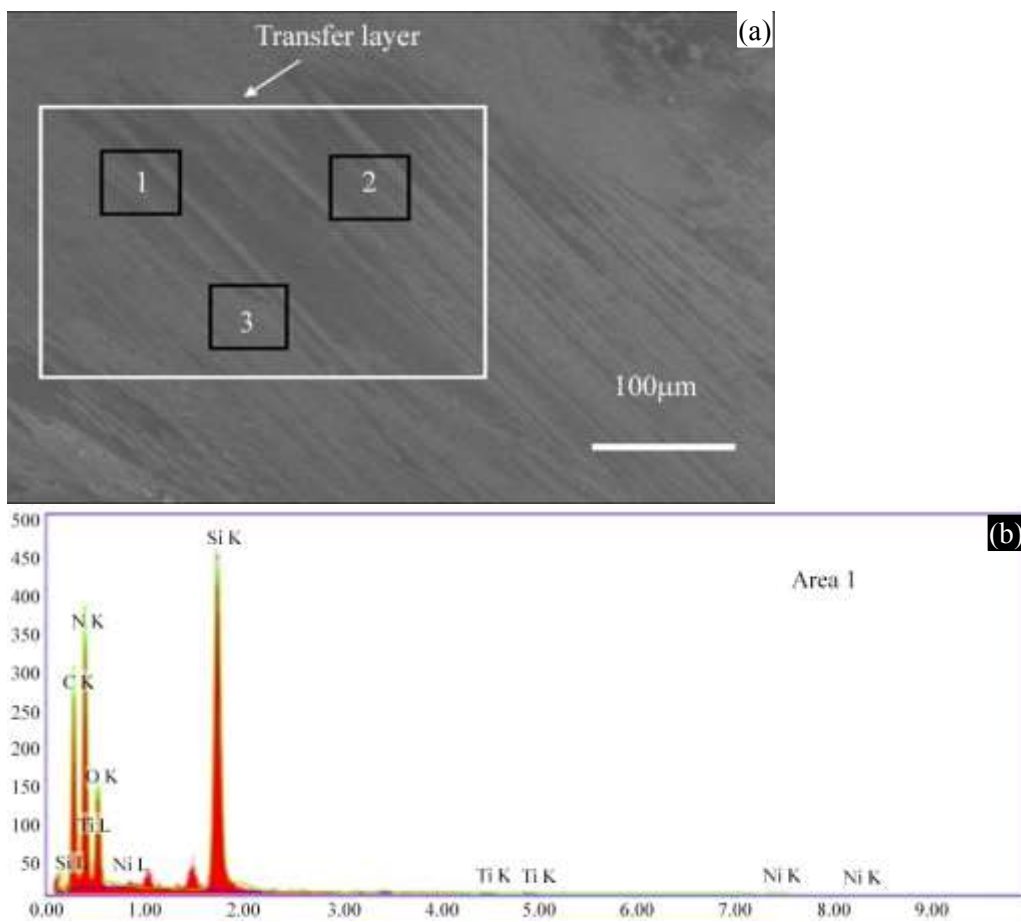 (a)
Transfer layer
1
2
3
100μm
(b)
500
450
400
350
300
250
200
150
100
50
Si K
Area 1
N K
C K
O K
Ti L
Si L
Ni L
Ti K
Ti K
Ni K
Ni K
0.00 1.00 2.00 3.00 4.00 5.00 6.00 7.00 8.00 9.00